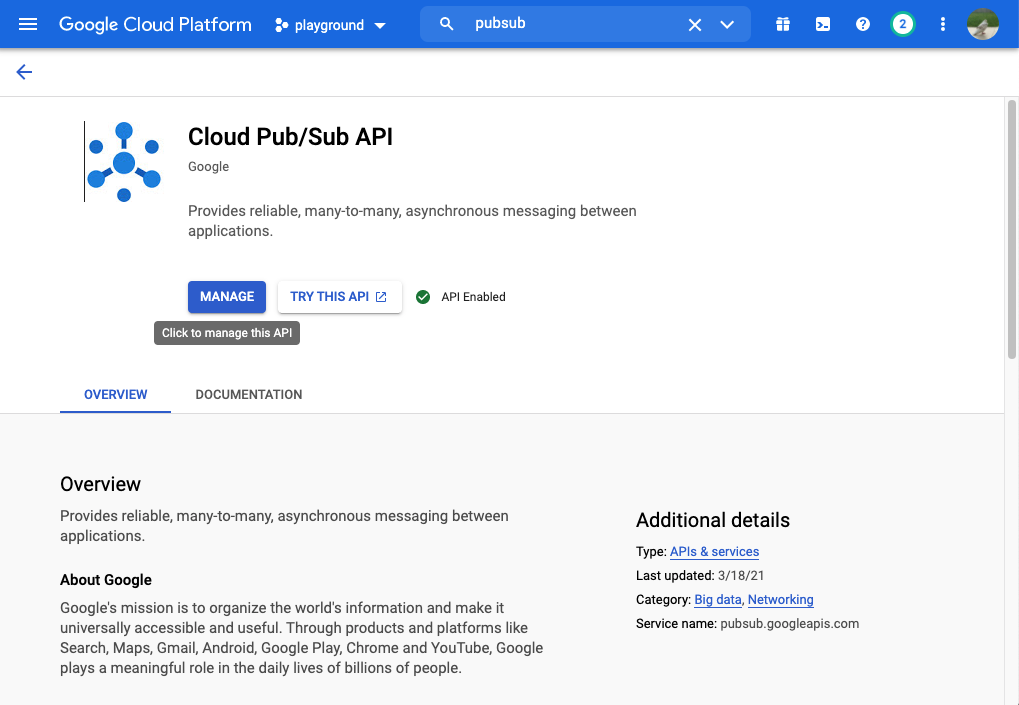 Google Cloud Platform playground pubsub 2
Cloud Pub/Sub API
Google
Provides reliable, many-to-many, asynchronous messaging between
applications.
MANAGE TRY THIS API API Enabled
Click to manage this API
OVERVIEW DOCUMENTATION
Overview
Provides reliable, many-to-many, asynchronous messaging between
applications.
About Google
Google's mission is to organize the world's information and make it
universally accessible and useful. Through products and platforms like
Search, Maps, Gmail, Android, Google Play, Chrome and YouTube, Google
plays a meaningful role in the daily lives of billions of people.
Additional details
Type: APIs & services
Last updated: 3/18/21
Category: Big data, Networking
Service name: pubsub.googleapis.com